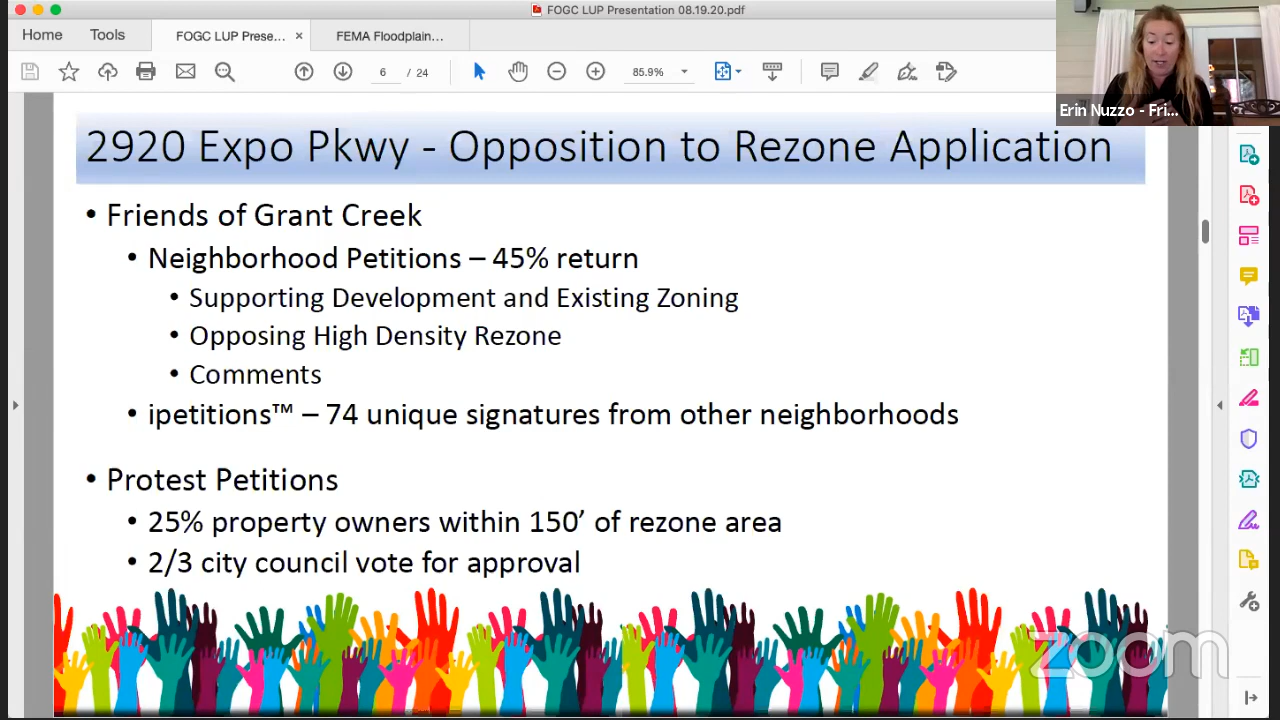 FOGC LUP Presentation 08.19.20.pdf
Home
Tools
FOGC LUP Prese... ×
FEMA Floodplain...
6 / 24
85.9%
Erin Nuzzo - Fri...
2920 Expo Pkwy - Opposition to Rezone Application
• Friends of Grant Creek
• Neighborhood Petitions – 45% return
• Supporting Development and Existing Zoning
• Opposing High Density Rezone
• Comments
• ipetitions™ – 74 unique signatures from other neighborhoods
• Protest Petitions
• 25% property owners within 150’ of rezone area
• 2/3 city council vote for approval
zoom